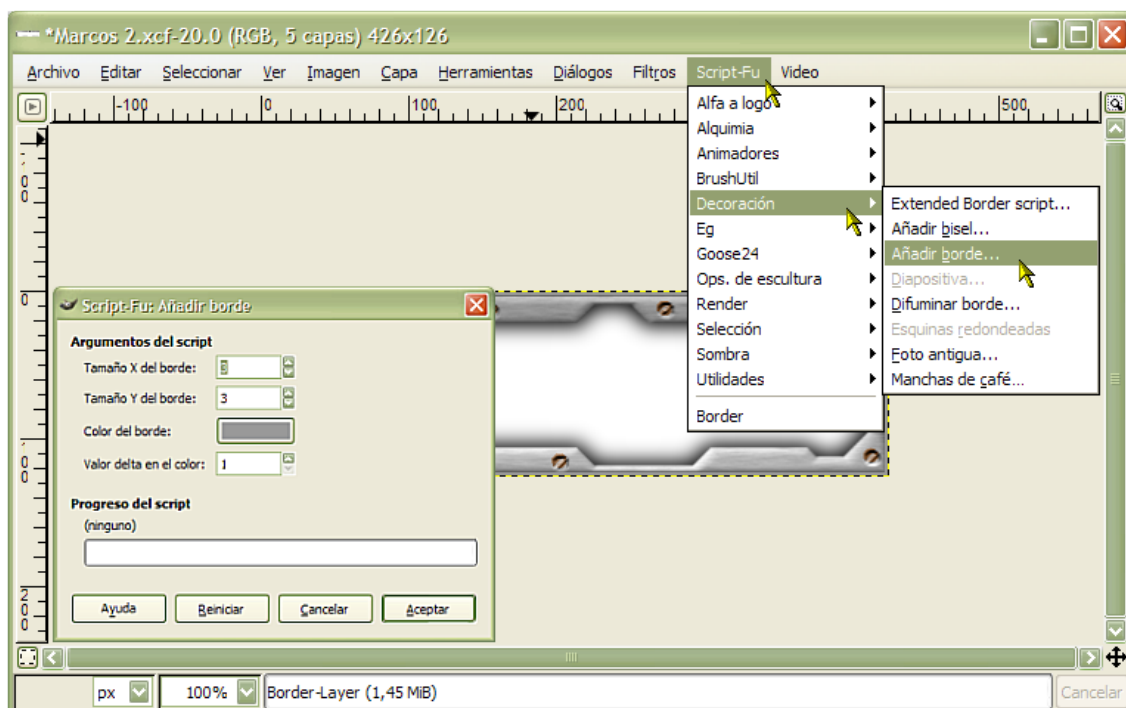 *Marcos 2.xcf-20.0 (RGB, 5 capas) 426x126
Archivo Editar Seleccionar Ver Imagen Capa Herramientas Diálogos Filtros Script-Fu Video
-100 0 100 200 500
Alfa a logo
Alquimia
Animadores
BrushUtil
Decoración
Eg
Goose24
Ops. de escultura
Render
Selección
Sombra
Utilidades
Border
Extended Border script...
Añadir bisel...
Añadir borde...
Diapositiva...
Difuminar borde...
Esquinas redondeadas
Foto antigua...
Manchas de café...
Script-Fu: Añadir borde
Argumentos del script
Tamaño X del borde: 3
Tamaño Y del borde: 3
Color del borde:
Valor delta en el color: 1
Progreso del script
(ninguno)
Ayuda Reiniciar Cancelar Aceptar
0
200
px 100% Border-Layer (1,45 MiB) Cancelar